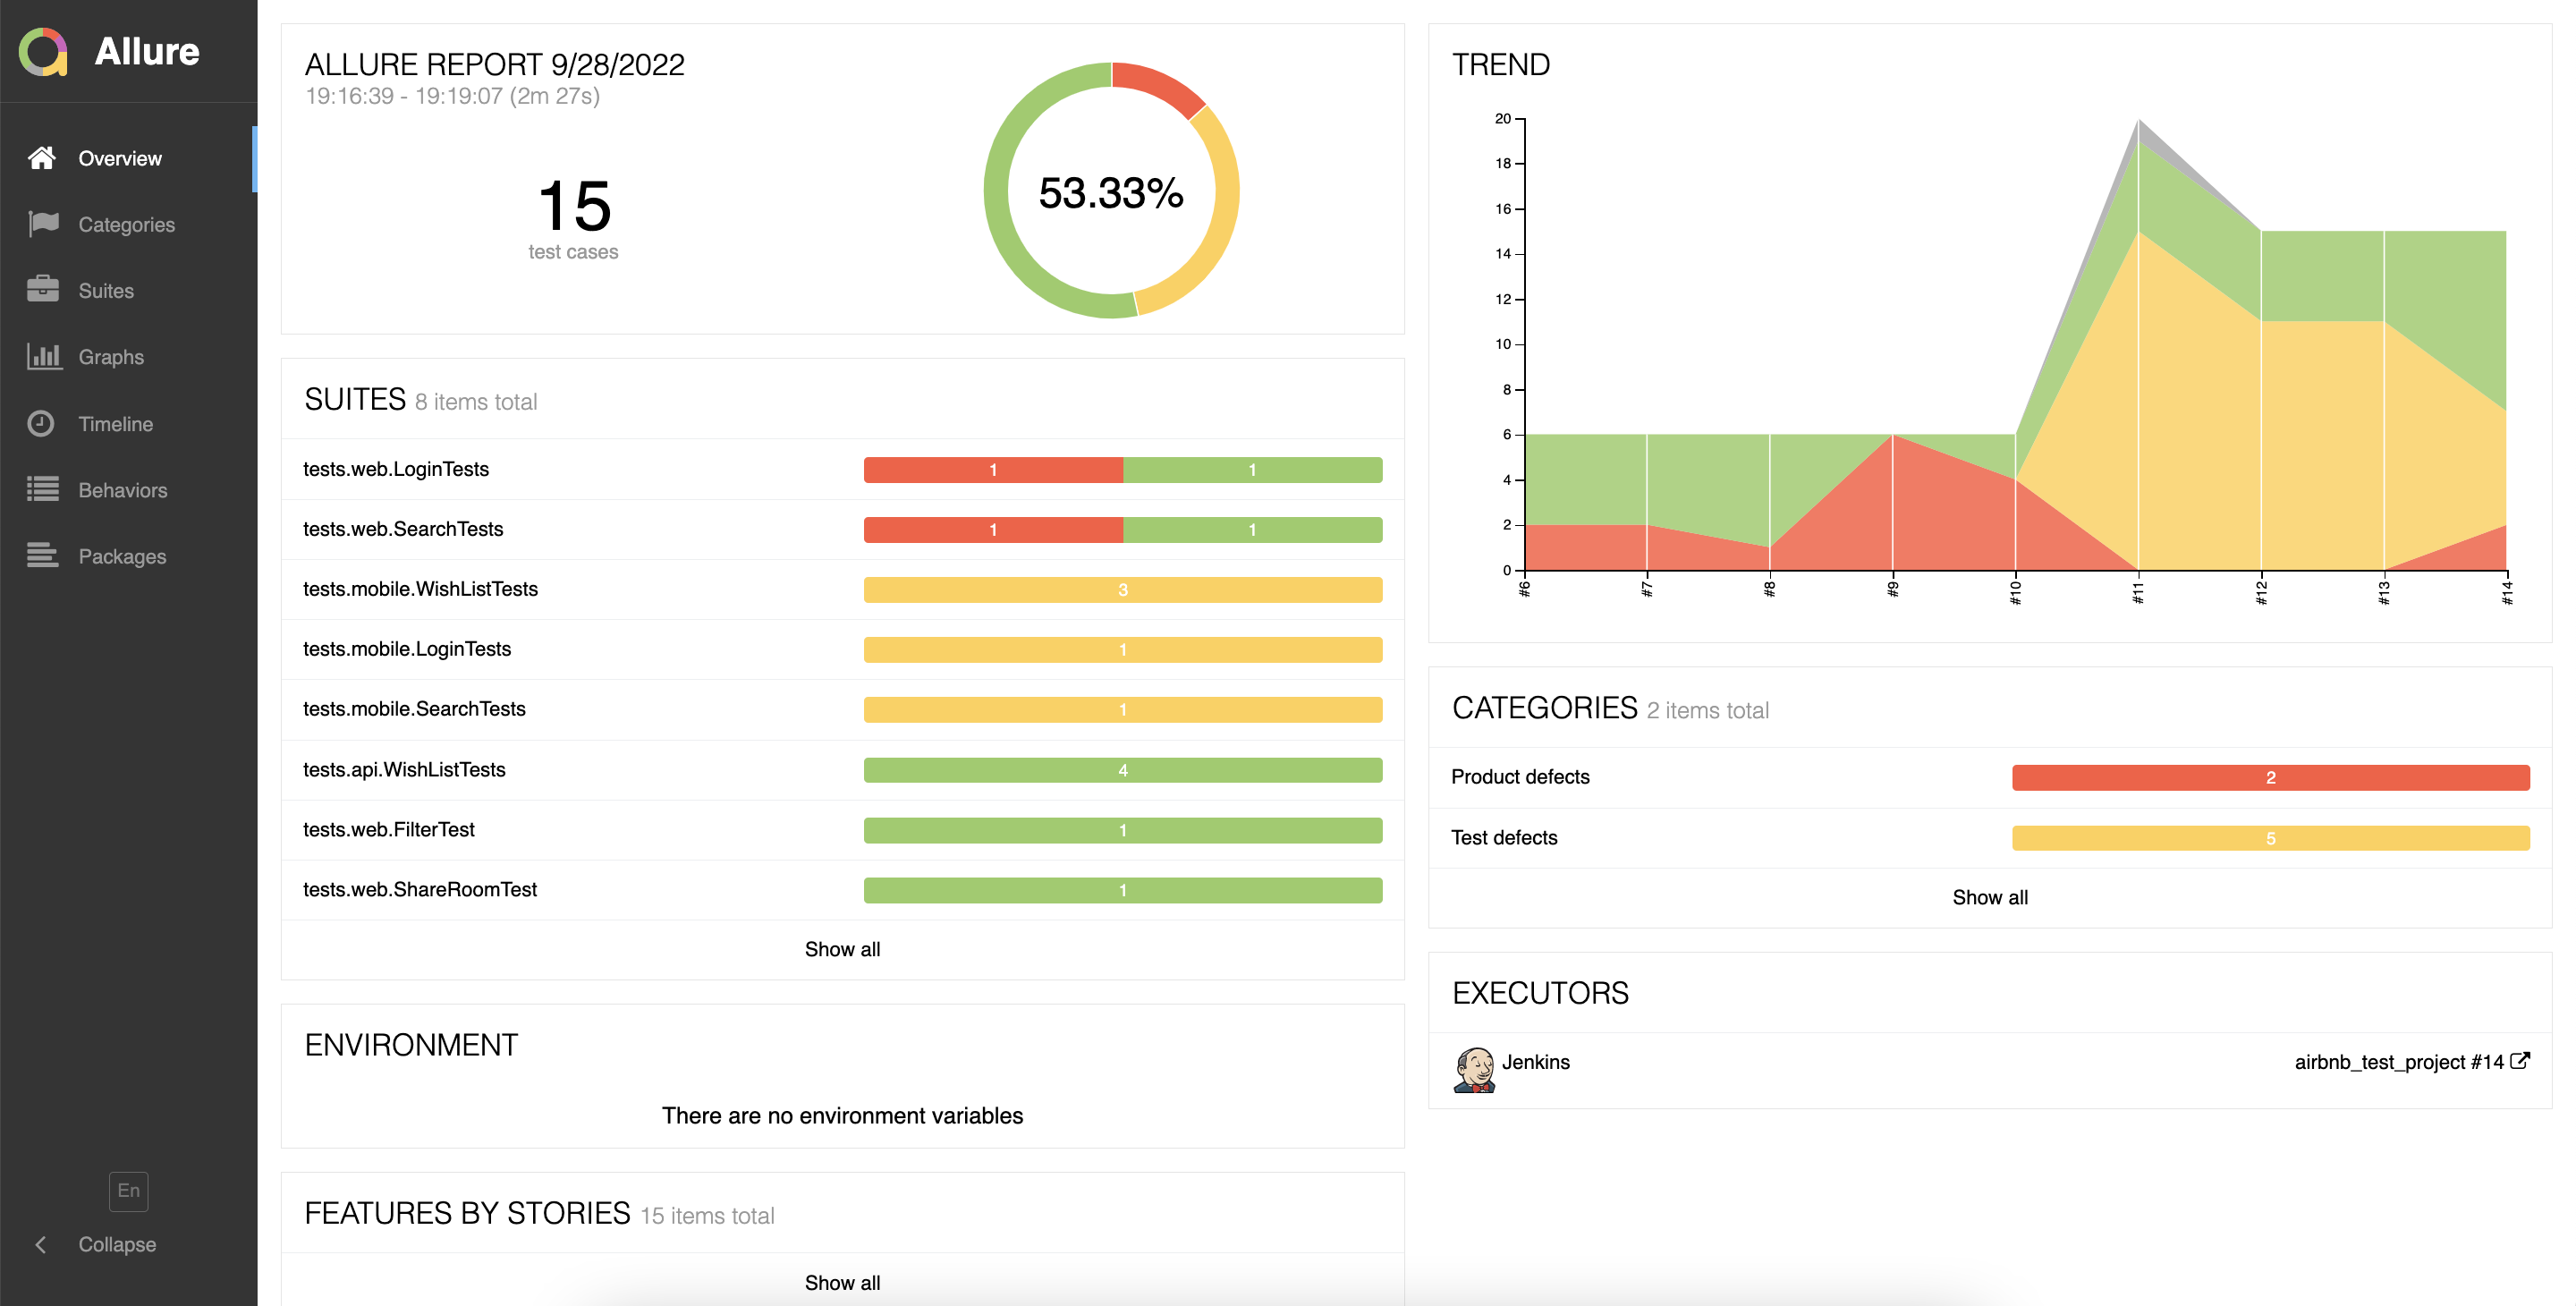 Allure
Overview
Categories
Suites
Graphs
Timeline
Behaviors
Packages
En
Collapse
ALLURE REPORT 9/28/2022
19:16:39 - 19:19:07 (2m 27s)
15
test cases
53.33%
SUITES 8 items total
tests.web.LoginTests 1 1
tests.web.SearchTests 1 1
tests.mobile.WishListTests 3
tests.mobile.LoginTests 1
tests.mobile.SearchTests 1
tests.api.WishListTests 4
tests.web.FilterTest 1
tests.web.ShareRoomTest 1
Show all
ENVIRONMENT
There are no environment variables
FEATURES BY STORIES 15 items total
Show all
TREND
20
18
16
14
12
10
8
6
4
2
0
#6 #7 #8 #9 #10 #11 #12 #13 #14
CATEGORIES 2 items total
Product defects 2
Test defects 5
Show all
EXECUTORS
Jenkins airbnb_test_project #14